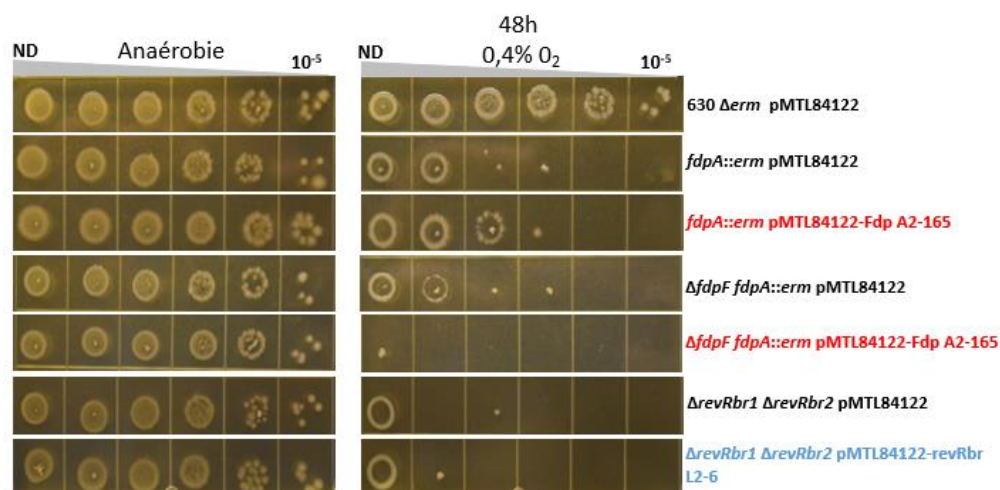 48h
ND Anaérobie 10⁻⁵ ND 0,4% O₂ 10⁻⁵
630 Δerm pMTL84122
fdpA::erm pMTL84122
fdpA::erm pMTL84122-Fdp A2-165
ΔfdpF fdpA::erm pMTL84122
ΔfdpF fdpA::erm pMTL84122-Fdp A2-165
ΔrevRbr1 ΔrevRbr2 pMTL84122
ΔrevRbr1 ΔrevRbr2 pMTL84122-revRbr
L2-6